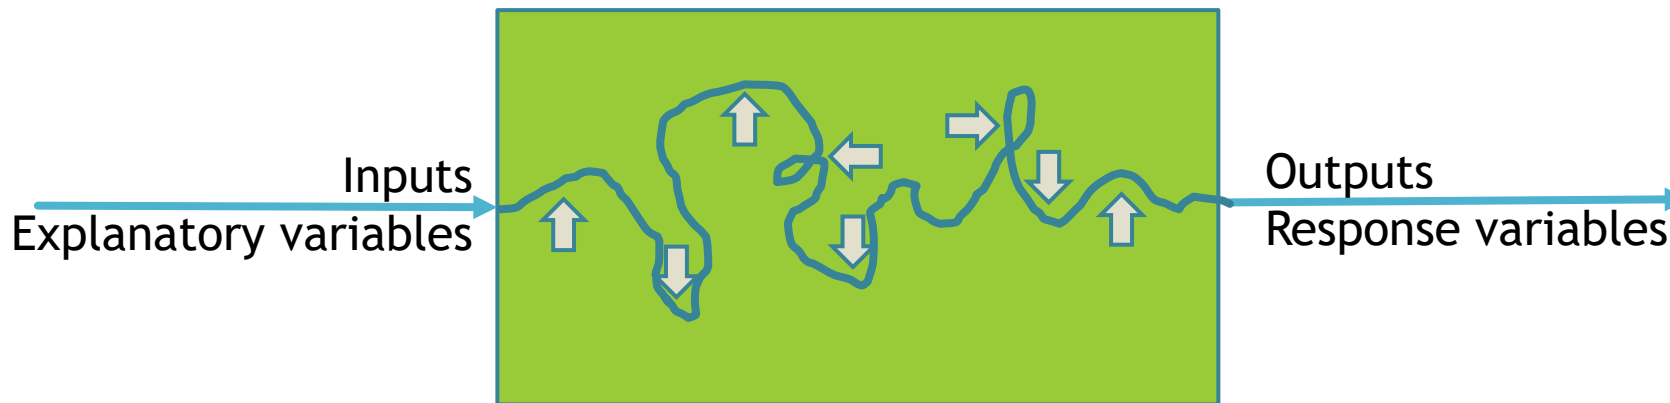 Inputs
Explanatory variables
Outputs
Response variables